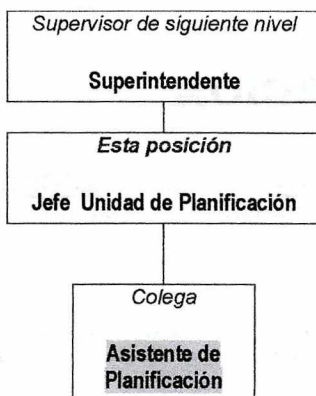 Supervisor de siguiente nivel
Superintendente
Esta posición
Jefe Unidad de Planificación
Colega
Asistente de
Planificación